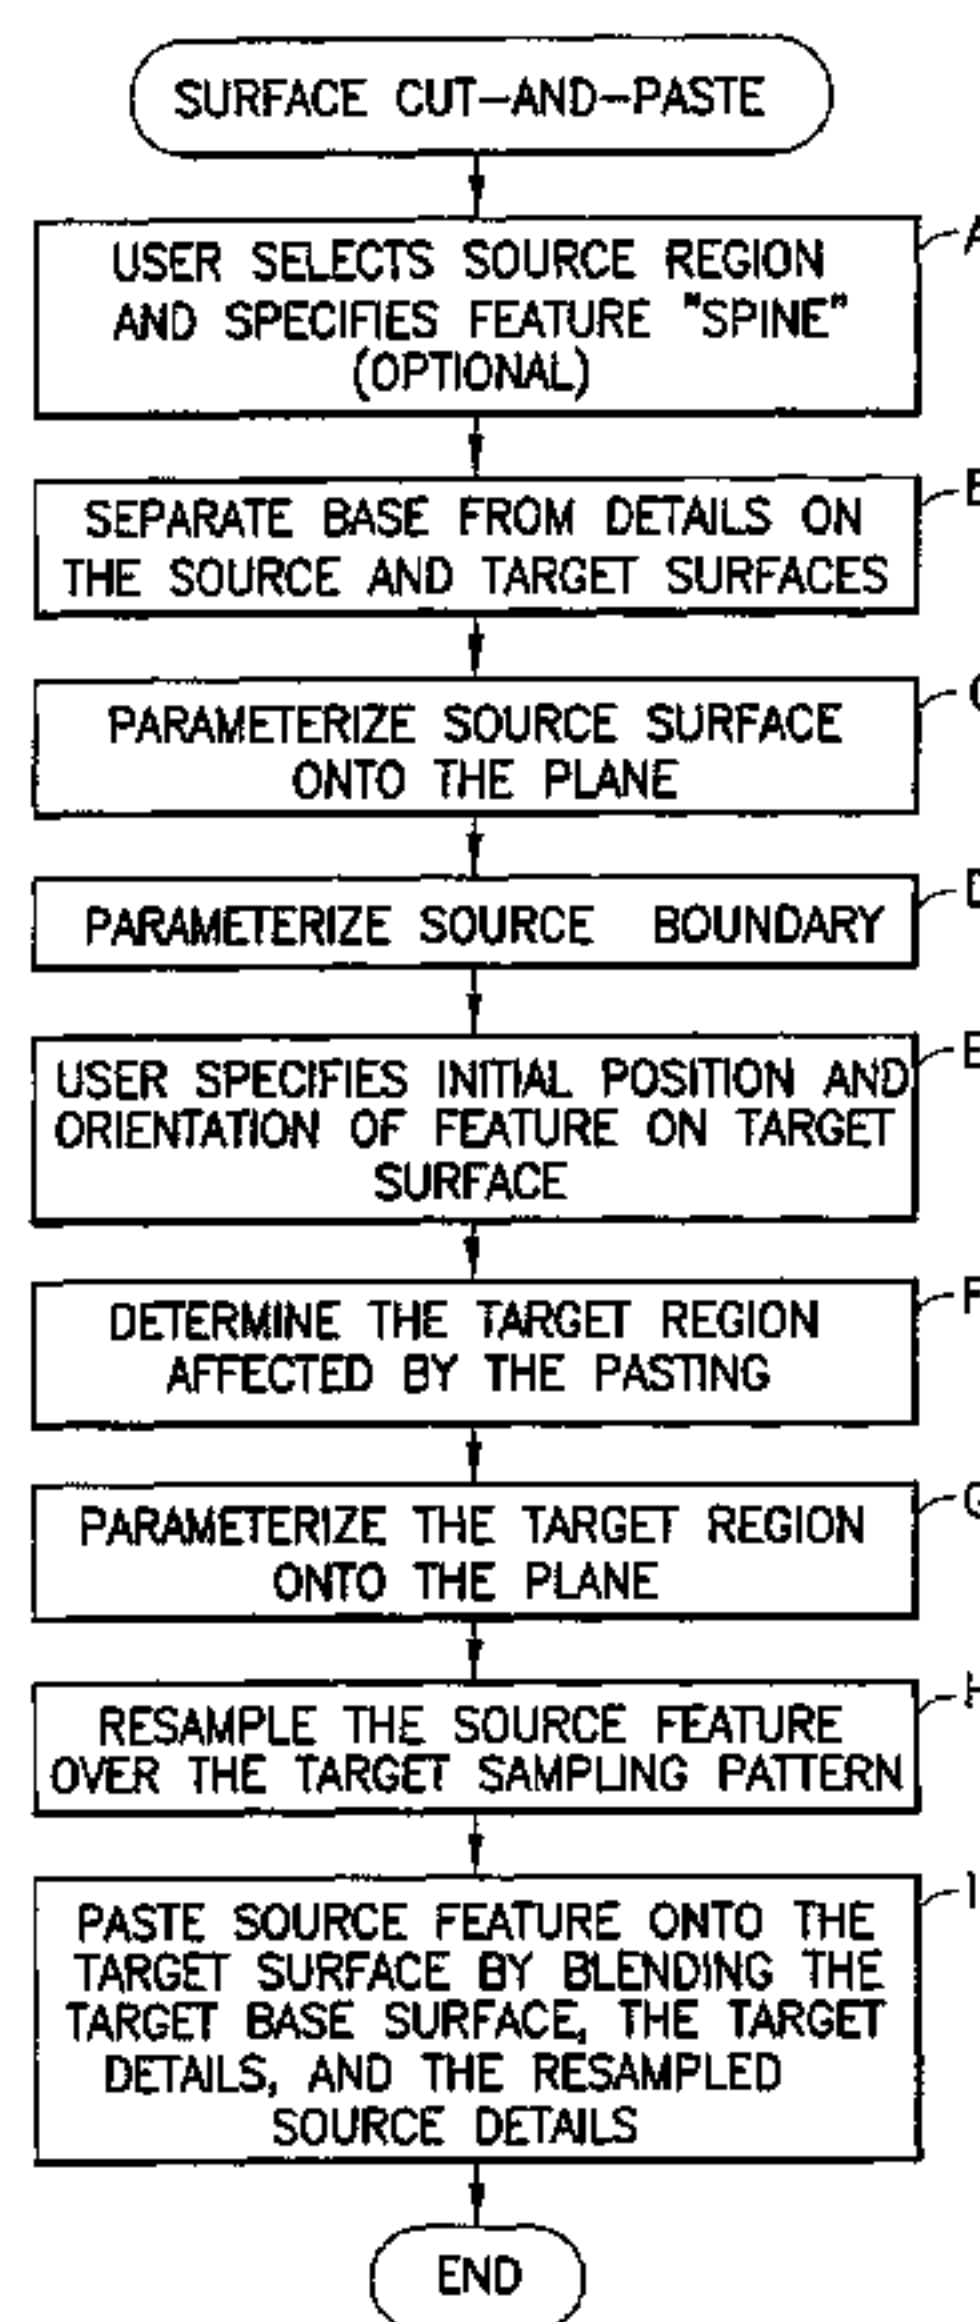 SURFACE CUT-AND-PASTE
A
USER SELECTS SOURCE REGION
AND SPECIFIES FEATURE "SPINE"
(OPTIONAL)
B
SEPARATE BASE FROM DETAILS ON
THE SOURCE AND TARGET SURFACES
C
PARAMETERIZE SOURCE SURFACE
ONTO THE PLANE
D
PARAMETERIZE SOURCE BOUNDARY
E
USER SPECIFIES INITIAL POSITION AND
ORIENTATION OF FEATURE ON TARGET
SURFACE
F
DETERMINE THE TARGET REGION
AFFECTED BY THE PASTING
G
PARAMETERIZE THE TARGET REGION
ONTO THE PLANE
H
RESAMPLE THE SOURCE FEATURE
OVER THE TARGET SAMPLING PATTERN
I
PASTE SOURCE FEATURE ONTO THE
TARGET SURFACE BY BLENDING THE
TARGET BASE SURFACE, THE TARGET
DETAILS, AND THE RESAMPLED
SOURCE DETAILS
END